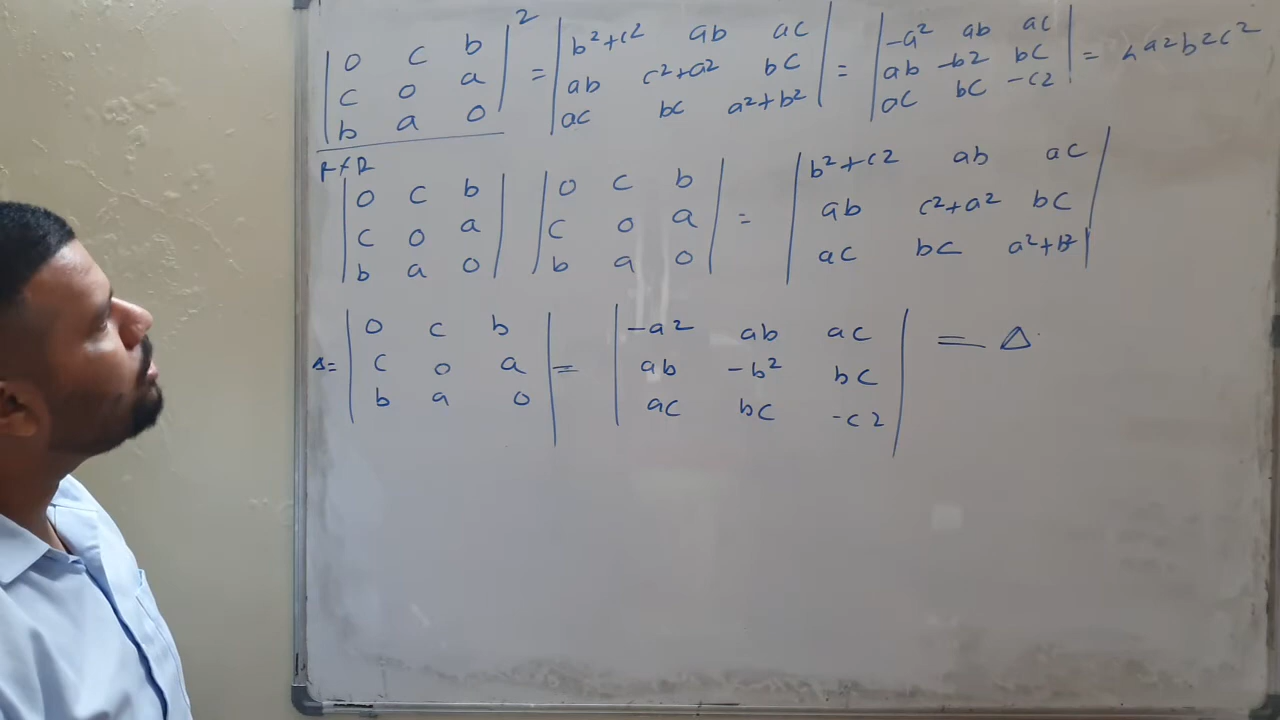 | 0 c b |² = | b²+c² ab ac | = | -a² ab ac | = 4a²b²c²
| c 0 a | | ab c²+a² bc | | ab -b2 bc |
| b a 0 | | ac bc a²+b² | | ac bc -c2 |
R×R
| 0 c b | | 0 c b | = | b²+c2 ab ac |
| c 0 a | | c 0 a | | ab c²+a² bc |
| b a 0 | | b a 0 | | ac bc a²+b² |
Δ= | 0 c b | = | -a2 ab ac | = Δ
| c 0 a | | ab -b² bc |
| b a 0 | | ac bc -c2 |